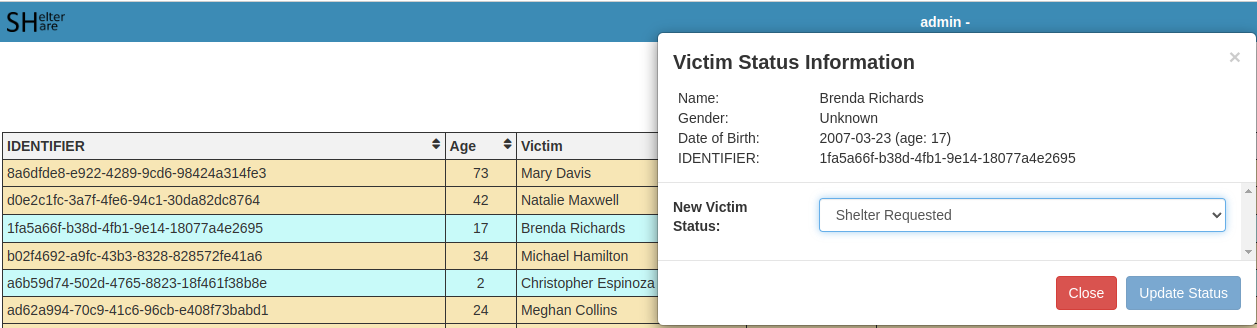 SHelter
Hare
admin -
Victim Status Information ×
Name: Brenda Richards
Gender: Unknown
Date of Birth: 2007-03-23 (age: 17)
IDENTIFIER: 1fa5a66f-b38d-4fb1-9e14-18077a4e2695
New Victim
Status:
Shelter Requested
Close Update Status
IDENTIFIER Age Victim
8a6dfde8-e922-4289-9cd6-98424a314fe3 73 Mary Davis
d0e2c1fc-3a7f-4fe6-94c1-30da82dc8764 42 Natalie Maxwell
1fa5a66f-b38d-4fb1-9e14-18077a4e2695 17 Brenda Richards
b02f4692-a9fc-43b3-8328-828572fe41a6 34 Michael Hamilton
a6b59d74-502d-4765-8823-18f461f38b8e 2 Christopher Espinoza
ad62a994-70c9-41c6-96cb-e408f73babd1 24 Meghan Collins